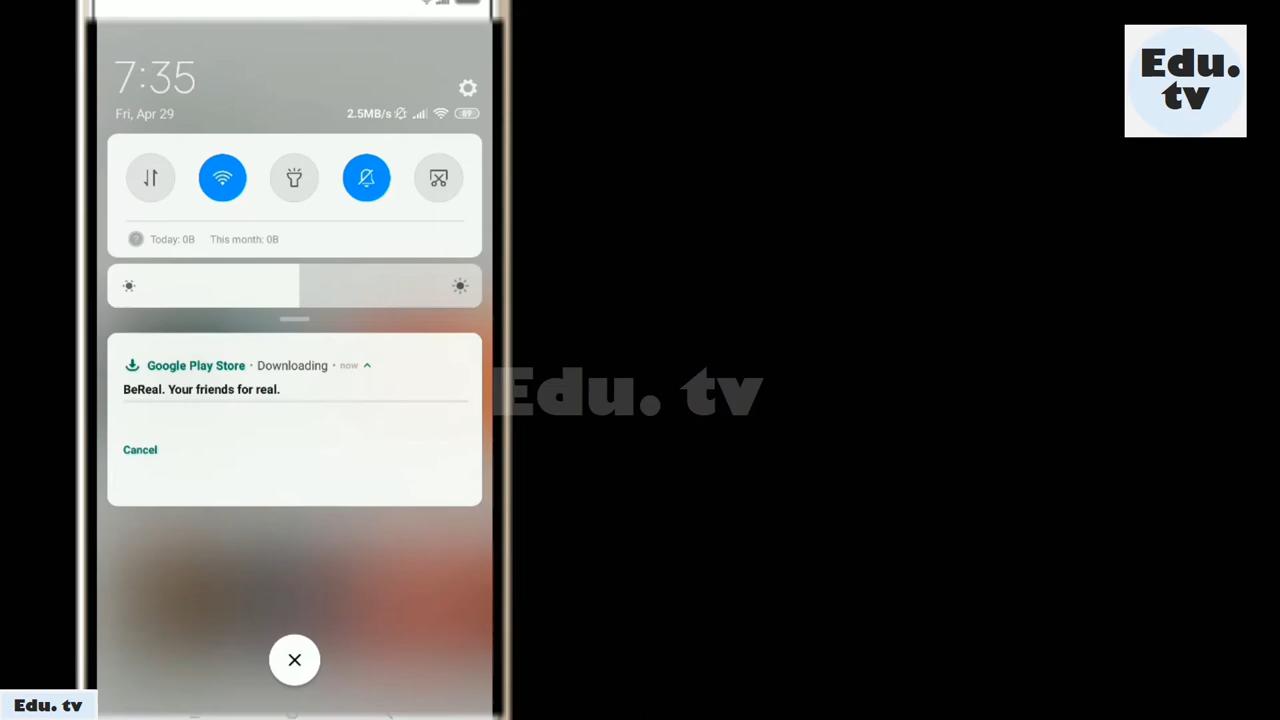 7:35
Fri, Apr 29
2.5MB/s
69
Today: 0B This month: 0B
Google Play Store · Downloading · now
BeReal. Your friends for real.
Cancel
Edu. tv
Edu.
tv
Edu. tv